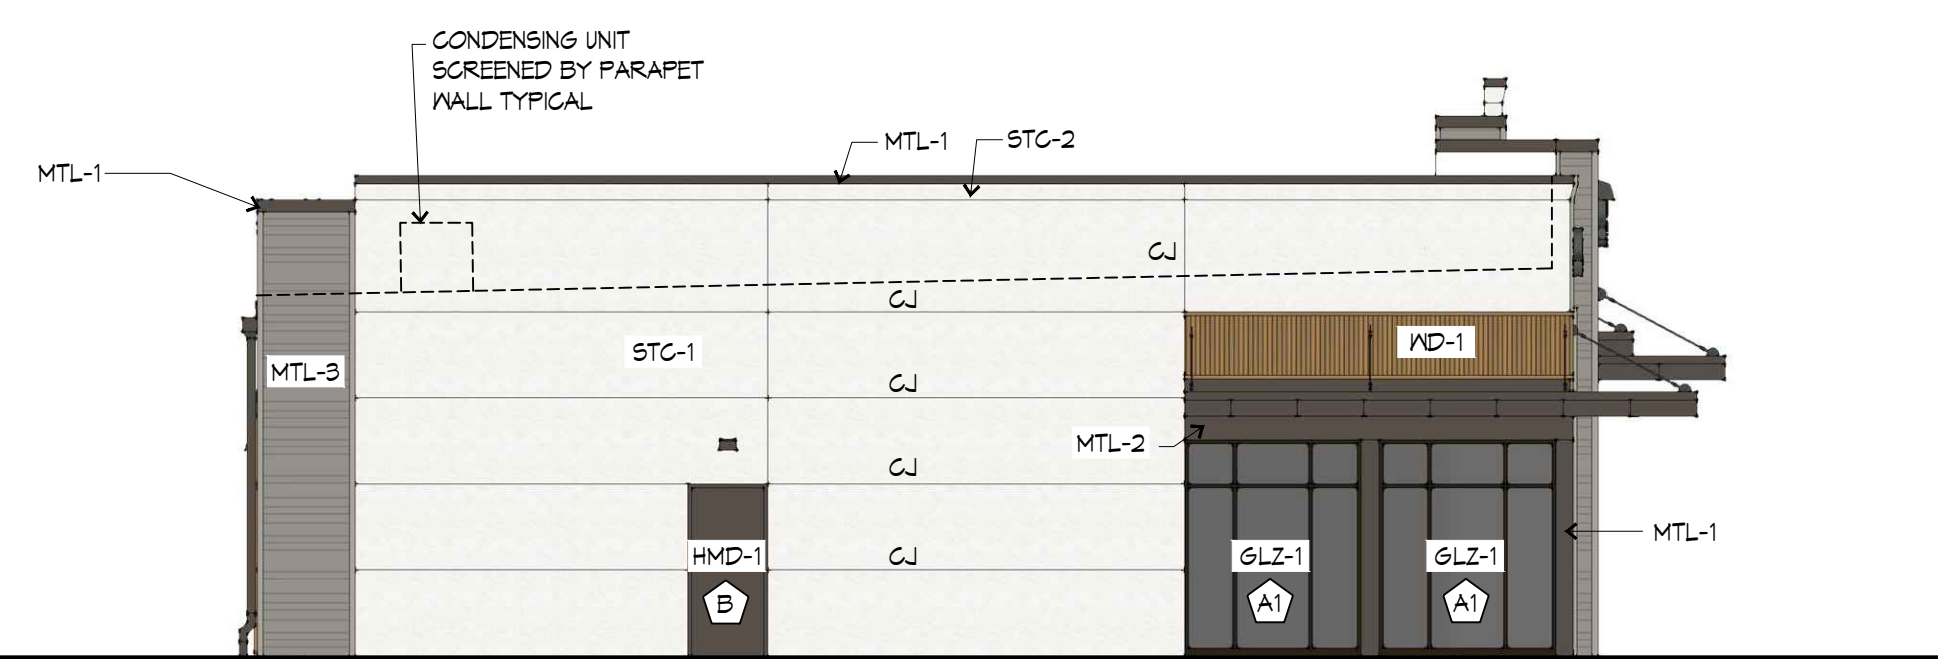 CONDENSING UNIT
SCREENED BY PARAPET
WALL TYPICAL
MTL-1
STC-2
MTL-1
CJ
CJ
STC-1
WD-1
MTL-3
CJ
MTL-2
CJ
MTL-1
HMD-1
CJ
GLZ-1
GLZ-1
B
A1
A1